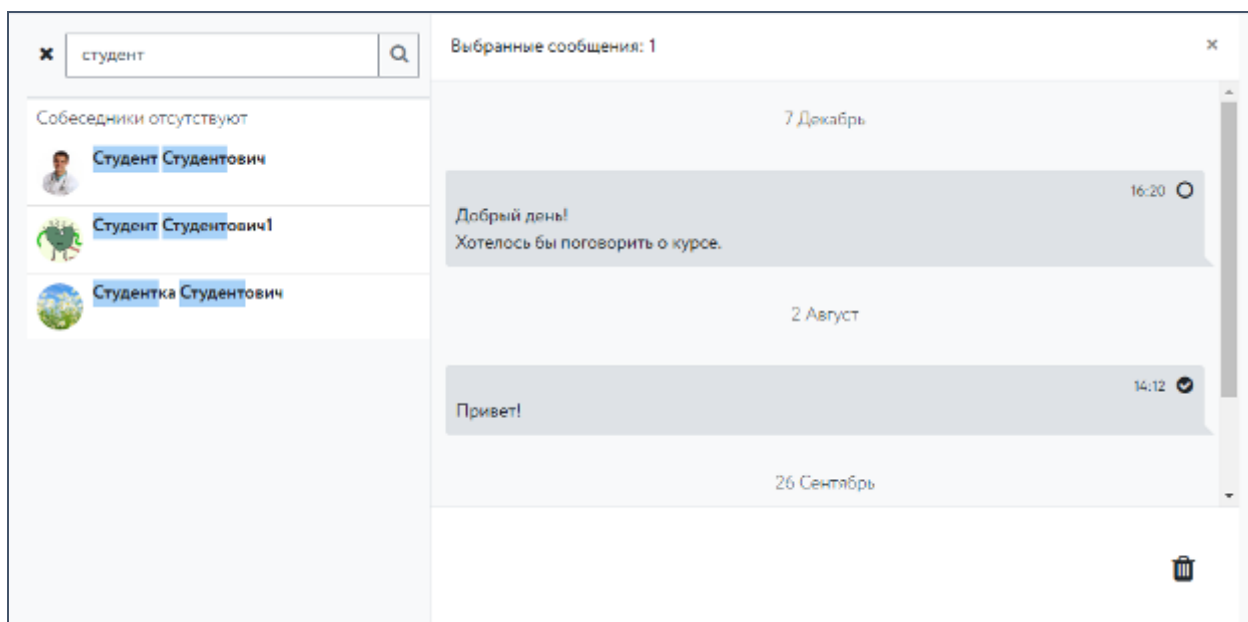 студент
Собеседники отсутствуют
Студент Студентович
Студент Студентович1
Студентка Студентович
Выбранные сообщения: 1
7 Декабрь
16:20
Добрый день!
Хотелось бы поговорить о курсе.
2 Август
14:12
Привет!
26 Сентябрь